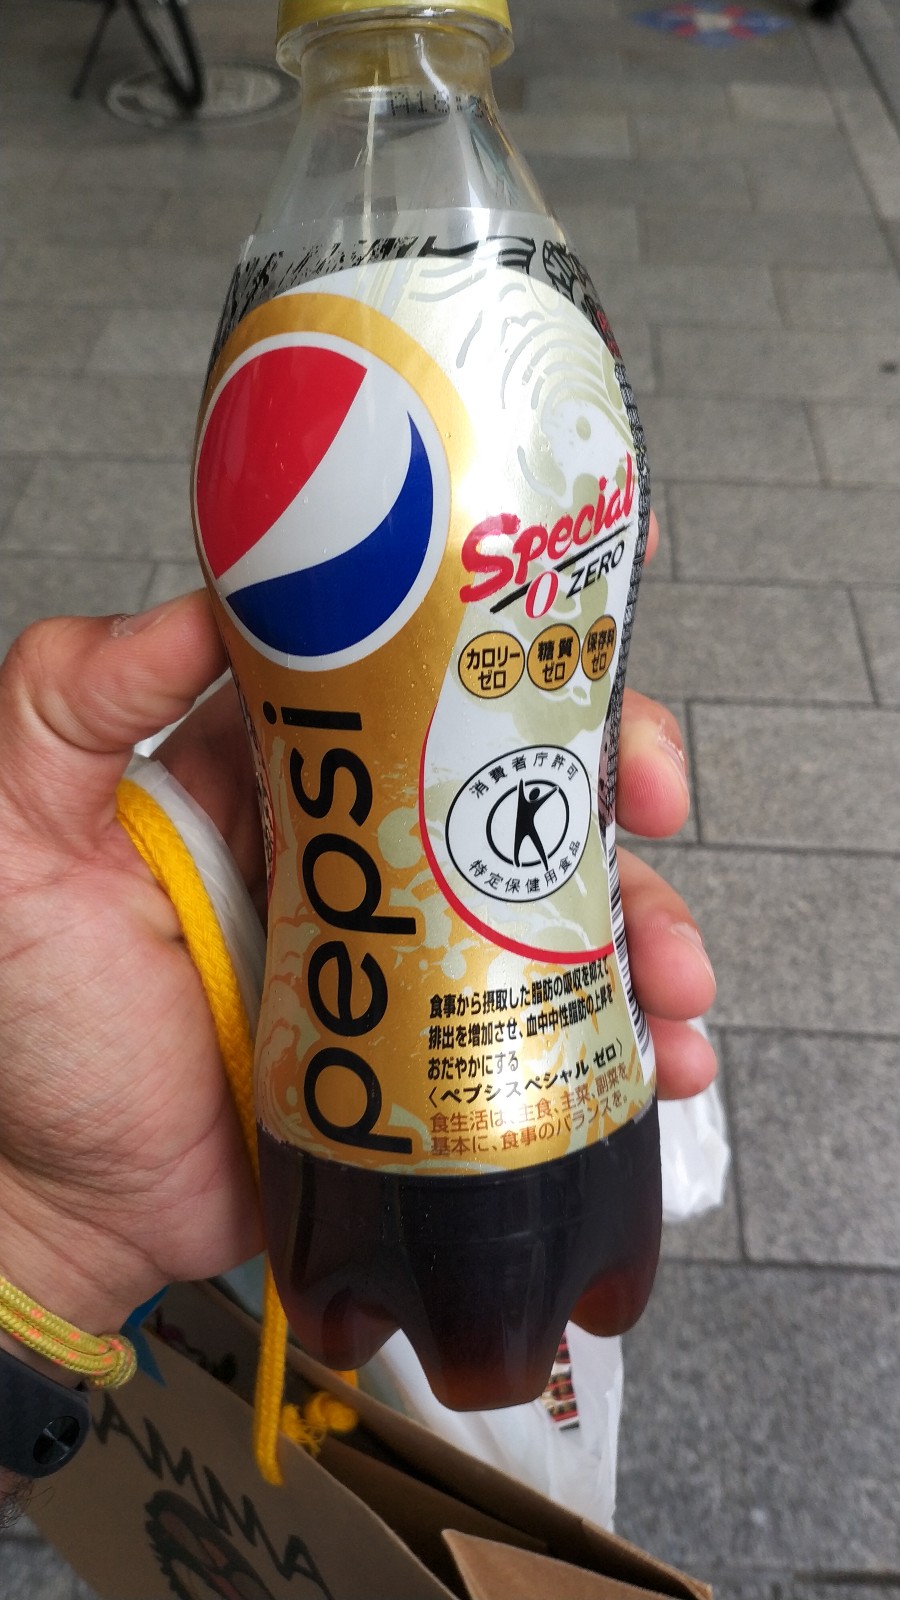 Special
0 ZERO
カロリー
ゼロ
糖質
ゼロ
保存料
ゼロ
pepsi
消費者庁許可
特定保健用食品
食事から摂取した脂肪の吸収を抑えて
排出を増加させ、血中中性脂肪の上昇を
おだやかにする
〈ペプシスペシャル ゼロ〉
食生活は、主食、主菜、副菜を
基本に、食事のバランスを。